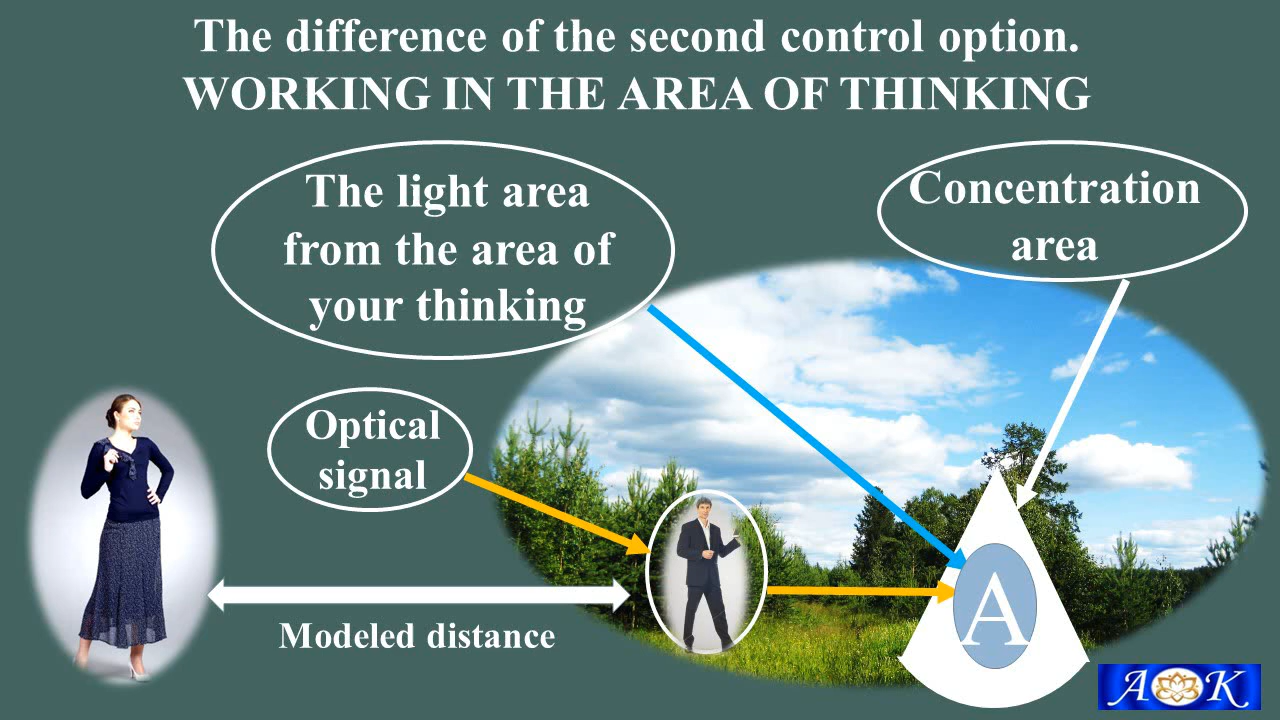 The difference of the second control option.
WORKING IN THE AREA OF THINKING
The light area
from the area of
your thinking
Concentration
area
Optical
signal
Modeled distance
A
A K